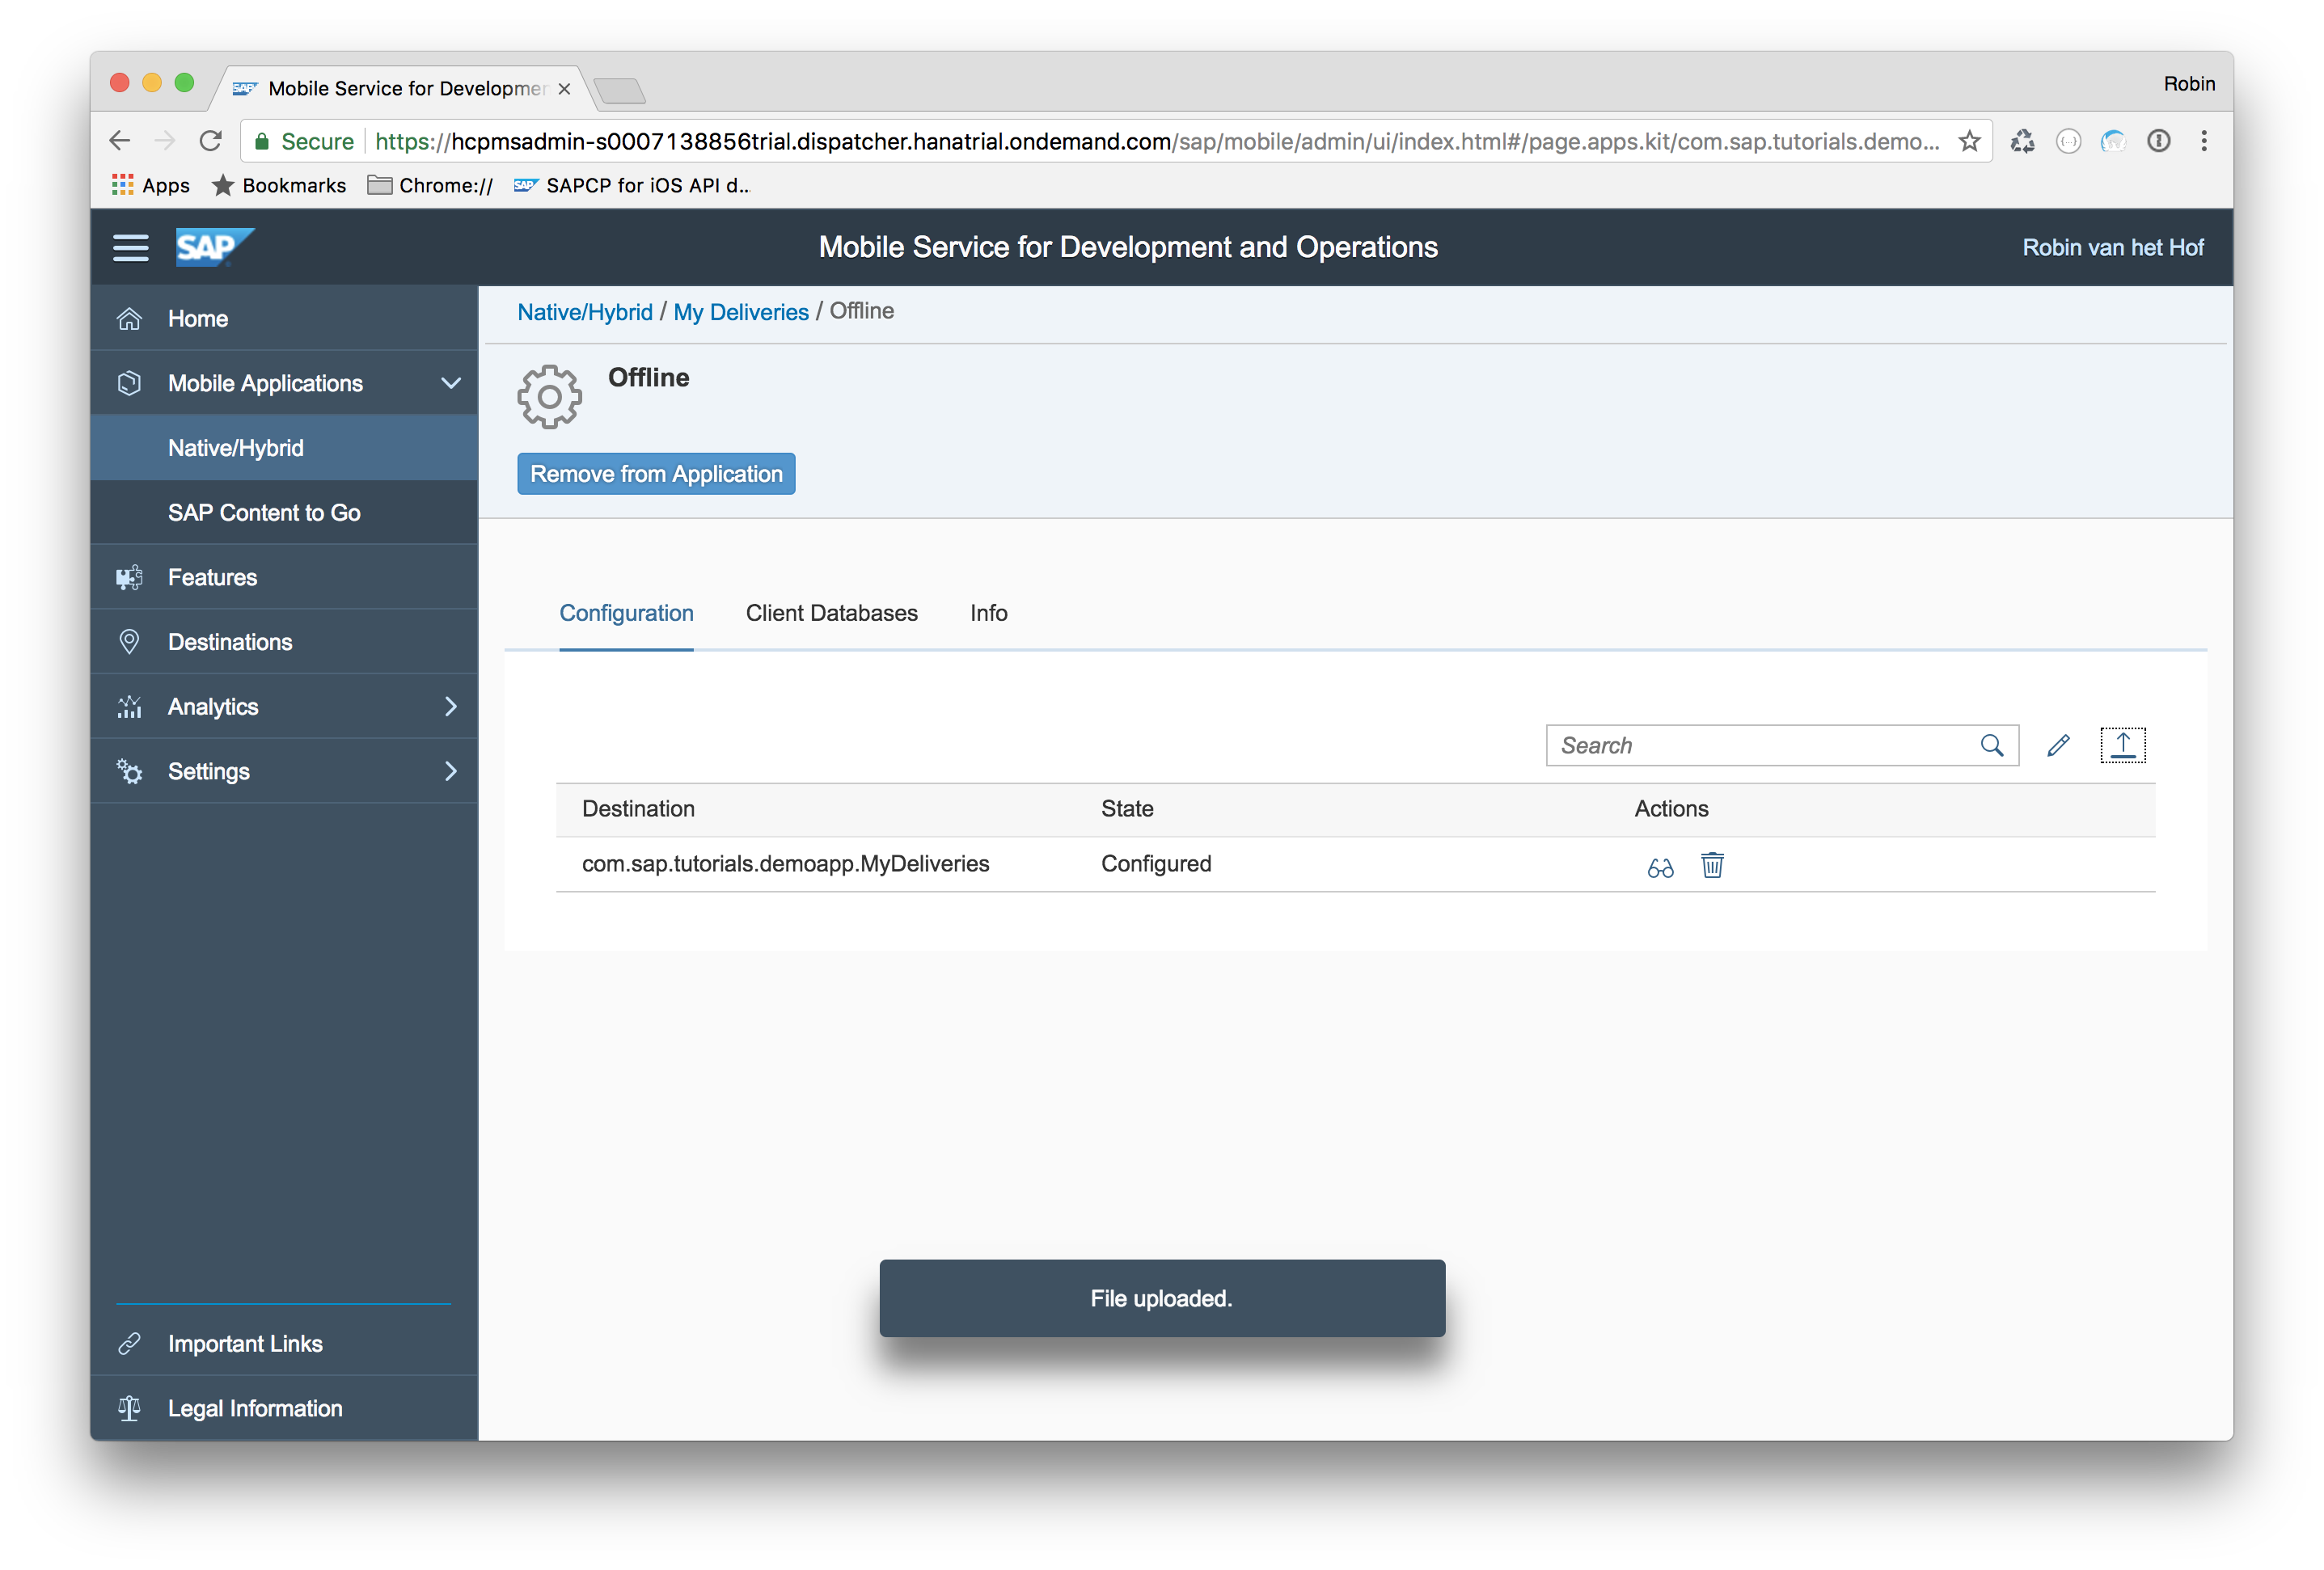 Mobile Service for Developmen
Robin
Secure https://hcpmsadmin-s0007138856trial.dispatcher.hanatrial.ondemand.com/sap/mobile/admin/ui/index.html#/page.apps.kit/com.sap.tutorials.demo...
Apps Bookmarks Chrome:// SAP SAPCP for iOS API d...
SAP Mobile Service for Development and Operations Robin van het Hof
Home
Mobile Applications
Native/Hybrid
SAP Content to Go
Features
Destinations
Analytics
Settings
Important Links
Legal Information
Native/Hybrid / My Deliveries / Offline
Offline
Remove from Application
Configuration Client Databases Info
Search
Destination State Actions
com.sap.tutorials.demoapp.MyDeliveries Configured
File uploaded.